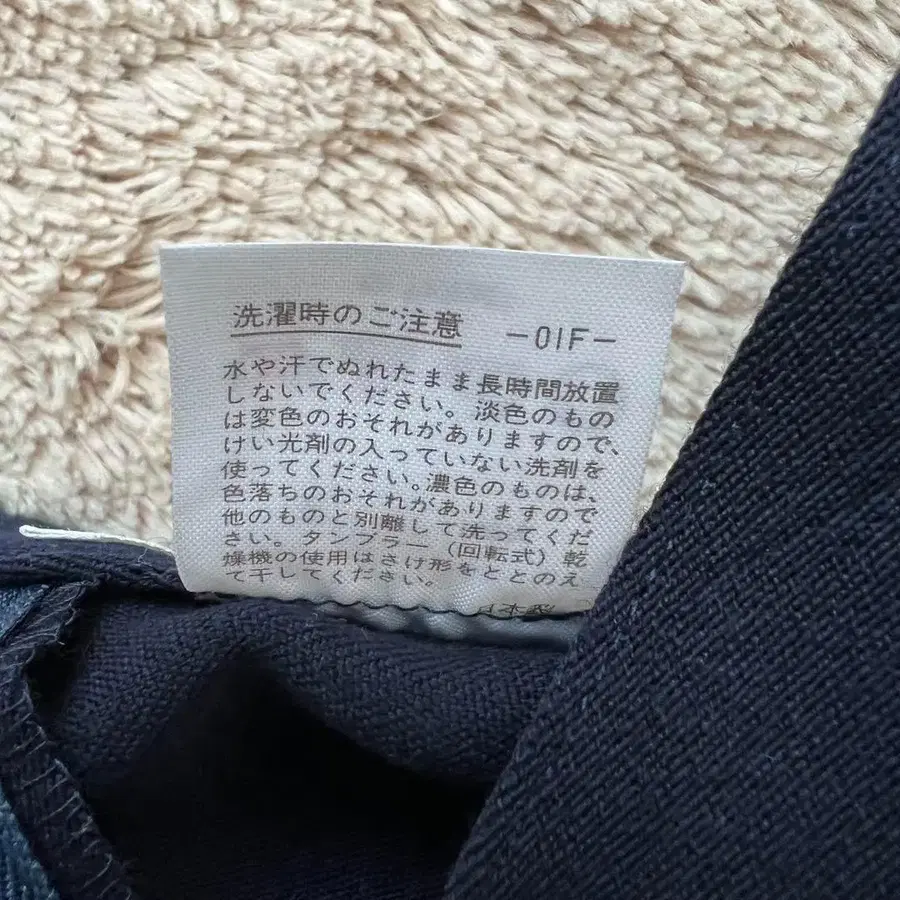 洗濯時のご注意 -01F-
水や汗でぬれたまま長時間放置
しないでください。淡色のもの
は変色のおそれがありますので、
けい光剤の入っていない洗剤を
使ってください。濃色のものは、
色落ちのおそれがありますので
他のものと別離して洗ってくだ
さい。タンブラー(回転式)乾
燥機の使用はさけ形をととのえ
て干してください。
日本製